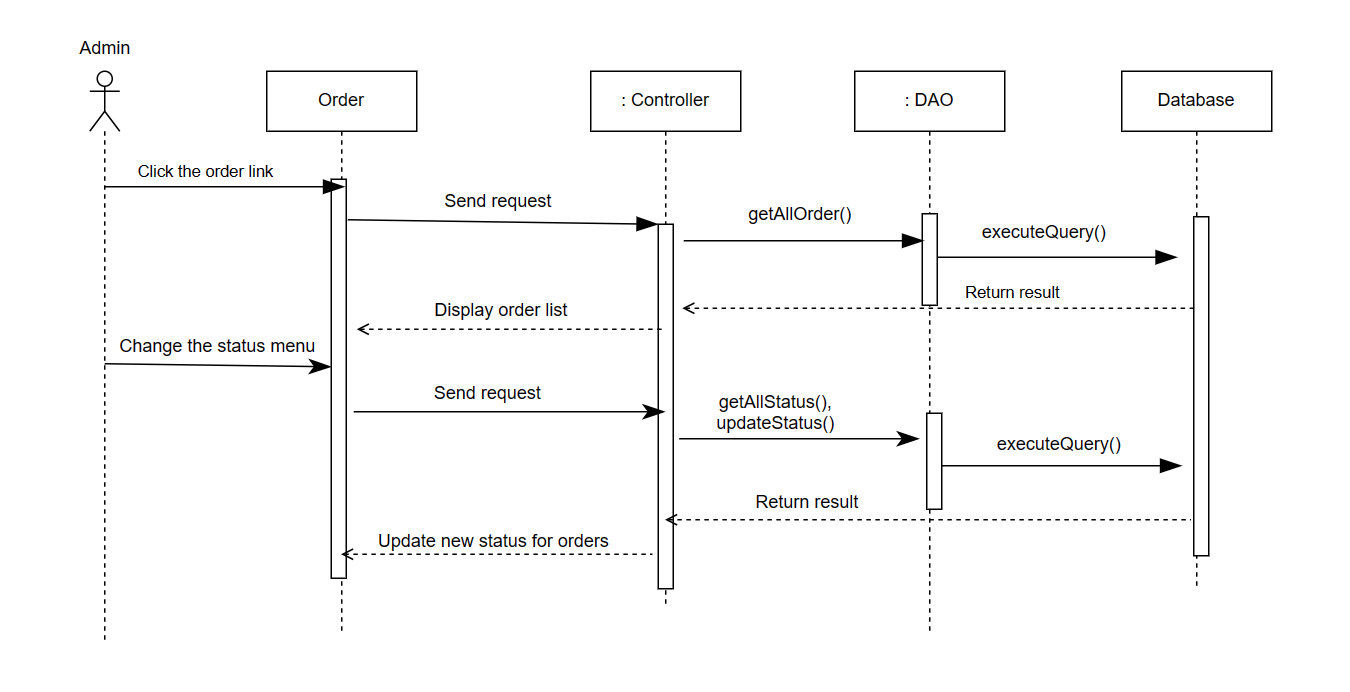 Admin
Order
: Controller
: DAO
Database
Click the order link
Send request
getAllOrder()
executeQuery()
Return result
Display order list
Change the status menu
Send request
getAllStatus(),
updateStatus()
executeQuery()
Return result
Update new status for orders